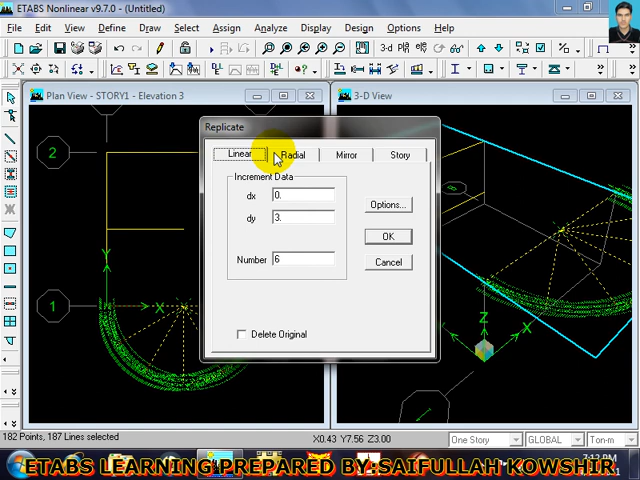 ETABS Nonlinear v9.7.0 - (Untitled)
File Edit View Define Draw Select Assign Analyze Display Design Options Help
3-d
Plan View - STORY1 - Elevation 3
3-D View
Replicate
Linear Radial Mirror Story
Increment Data
dx 0.
dy 3.
Number 6
Options...
OK
Cancel
Delete Original
2
1
Y
X
Z
Y
X
182 Points, 187 Lines selected
X0.43 Y7.56 Z3.00
One Story GLOBAL Ton-m
ETABS LEARNING PREPARED BY:SAIFULLAH KOWSHIR